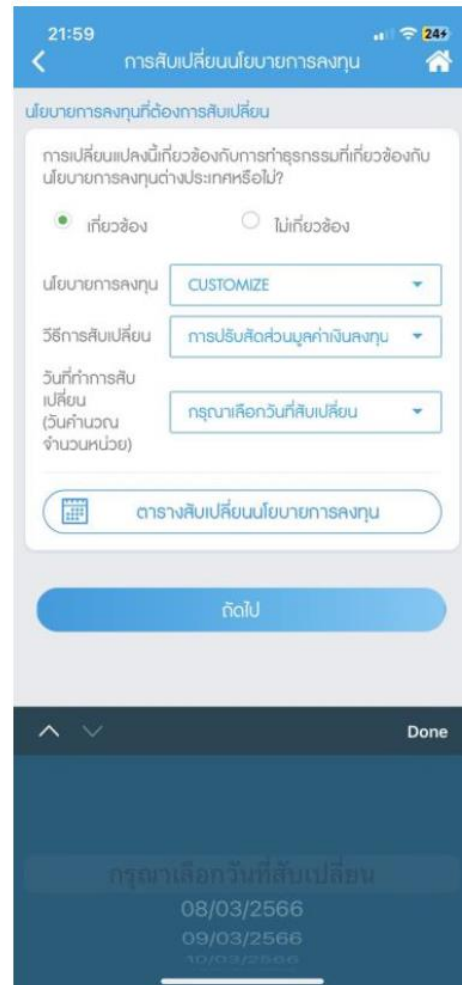 21:59
24
การสับเปลี่ยนนโยบายการลงทุน
นโยบายการลงทุนที่ต้องการสับเปลี่ยน
การเปลี่ยนแปลงนี้เกี่ยวข้องกับการทำธุรกรรมที่เกี่ยวข้องกับ
นโยบายการลงทุนต่างประเทศหรือไม่?
เกี่ยวข้อง
ไม่เกี่ยวข้อง
นโยบายการลงทุน
CUSTOMIZE
วิธีการสับเปลี่ยน
การปรับสัดส่วนมูลค่าเงินลงทุน
วันที่ทำการสับ
เปลี่ยน
(วันคำนวณ
จำนวนหน่วย)
กรุณาเลือกวันที่สับเปลี่ยน
ตารางสับเปลี่ยนนโยบายการลงทุน
ถัดไป
Done
กรุณาเลือกวันที่สับเปลี่ยน
08/03/2566
09/03/2566
10/03/2566